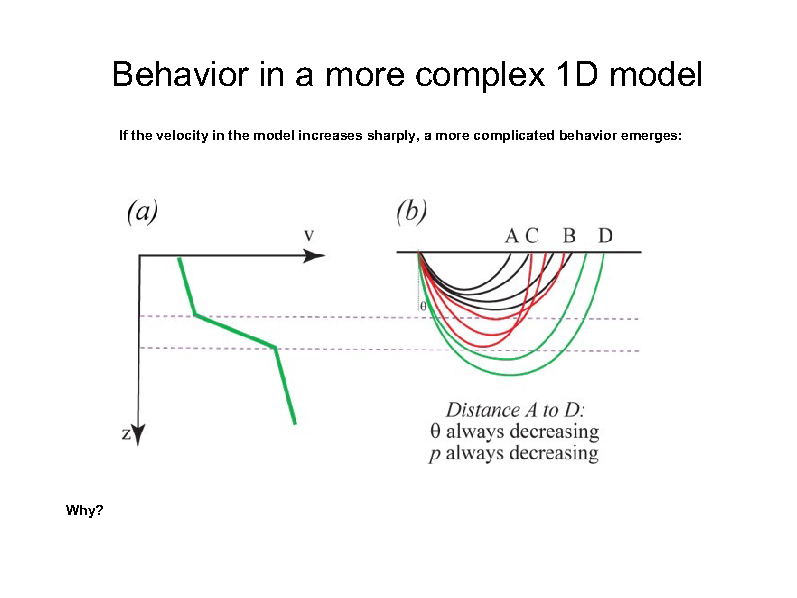 Behavior in a more complex 1D model
If the velocity in the model increases sharply, a more complicated behavior emerges:
(a)
v
z
(b)
A C B D
θ
Distance A to D:
θ always decreasing
p always decreasing
Why?